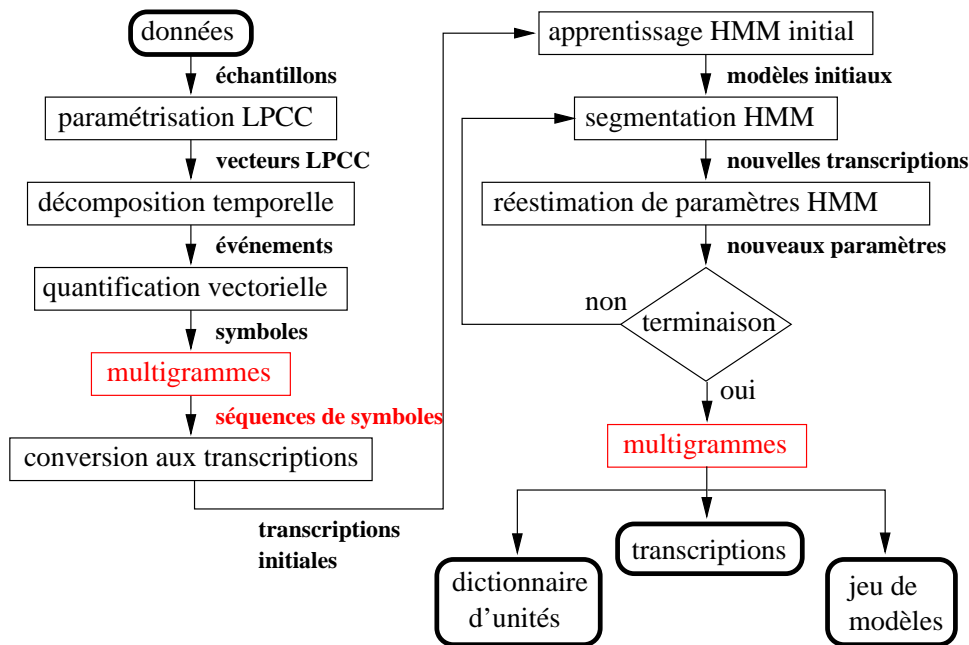 données
échantillons
paramétrisation LPCC
vecteurs LPCC
décomposition temporelle
événements
quantification vectorielle
symboles
multigrammes
séquences de symboles
conversion aux transcriptions
transcriptions
initiales
apprentissage HMM initial
modèles initiaux
segmentation HMM
nouvelles transcriptions
réestimation de paramètres HMM
nouveaux paramètres
non
terminaison
oui
multigrammes
dictionnaire
d'unités
transcriptions
jeu de
modèles